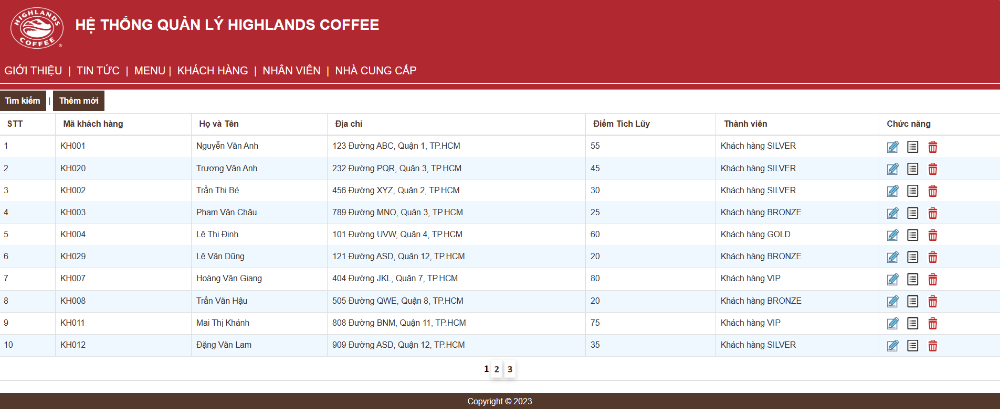 HIGHLANDS COFFEE ®
HỆ THỐNG QUẢN LÝ HIGHLANDS COFFEE
GIỚI THIỆU | TIN TỨC | MENU | KHÁCH HÀNG | NHÂN VIÊN | NHÀ CUNG CẤP
Tìm kiếm | Thêm mới
STT Mã khách hàng Họ và Tên Địa chỉ Điểm Tích Lũy Thành viên Chức năng
1 KH001 Nguyễn Văn Anh 123 Đường ABC, Quận 1, TP.HCM 55 Khách hàng SILVER
2 KH020 Trương Văn Anh 232 Đường PQR, Quận 3, TP.HCM 45 Khách hàng SILVER
3 KH002 Trần Thị Bé 456 Đường XYZ, Quận 2, TP.HCM 30 Khách hàng SILVER
4 KH003 Phạm Văn Châu 789 Đường MNO, Quận 3, TP.HCM 25 Khách hàng BRONZE
5 KH004 Lê Thị Định 101 Đường UVW, Quận 4, TP.HCM 60 Khách hàng GOLD
6 KH029 Lê Văn Dũng 121 Đường ASD, Quận 12, TP.HCM 20 Khách hàng BRONZE
7 KH007 Hoàng Văn Giang 404 Đường JKL, Quận 7, TP.HCM 80 Khách hàng VIP
8 KH008 Trần Văn Hậu 505 Đường QWE, Quận 8, TP.HCM 20 Khách hàng BRONZE
9 KH011 Mai Thị Khánh 808 Đường BNM, Quận 11, TP.HCM 75 Khách hàng VIP
10 KH012 Đặng Văn Lam 909 Đường ASD, Quận 12, TP.HCM 35 Khách hàng SILVER
1 2 3
Copyright © 2023